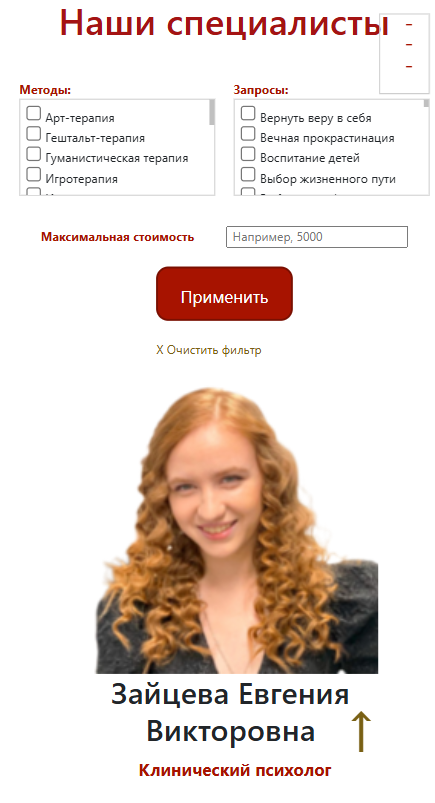 Наши специалисты
Методы:
Арт-терапия
Гештальт-терапия
Гуманистическая терапия
Игротерапия
Запросы:
Вернуть веру в себя
Вечная прокрастинация
Воспитание детей
Выбор жизненного пути
Максимальная стоимость
Например, 5000
Применить
X Очистить фильтр
Зайцева Евгения
Викторовна
Клинический психолог